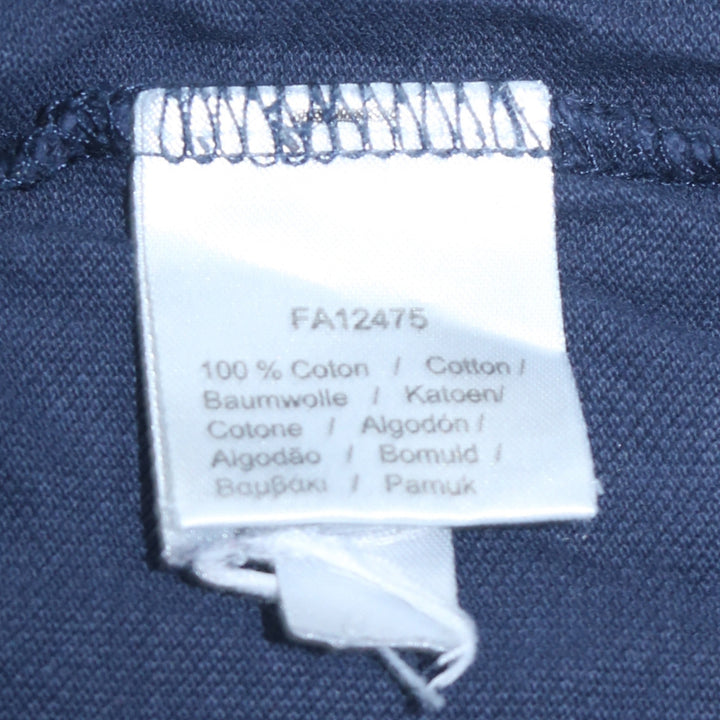 FA12475
100 % Coton / Cotton /
Baumwolle / Katoen/
Cotone / Algodón /
Algodão / Bomuld /
Βαμβάκι / Pamuk